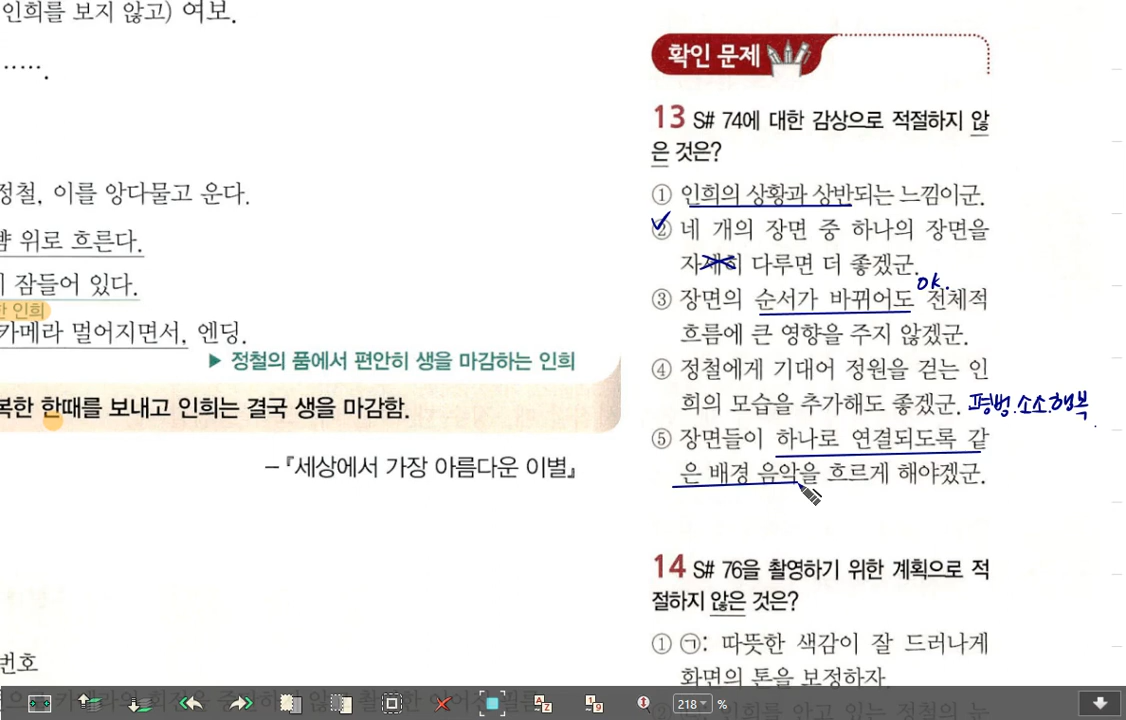 인희를 보지 않고) 여보.
…….
정철, 이를 앙다물고 운다.
뺨 위로 흐른다.
잠들어 있다.
한 인희
카메라 멀어지면서, 엔딩.
▶ 정철의 품에서 편안히 생을 마감하는 인희
복한 한때를 보내고 인희는 결국 생을 마감함.
–『세상에서 가장 아름다운 이별』
번호
확인 문제
13 S# 74에 대한 감상으로 적절하지 않
은 것은?
① 인희의 상황과 상반되는 느낌이군.
② 네 개의 장면 중 하나의 장면을
자세히 다루면 더 좋겠군.
ok.
③ 장면의 순서가 바뀌어도 전체적
흐름에 큰 영향을 주지 않겠군.
④ 정철에게 기대어 정원을 걷는 인
희의 모습을 추가해도 좋겠군. 평범.소소.행복
⑤ 장면들이 하나로 연결되도록 같
은 배경 음악을 흐르게 해야겠군.
14 S# 76을 촬영하기 위한 계획으로 적
절하지 않은 것은?
① ㉠: 따뜻한 색감이 잘 드러나게
화면의 톤을 보정하자.
218 %